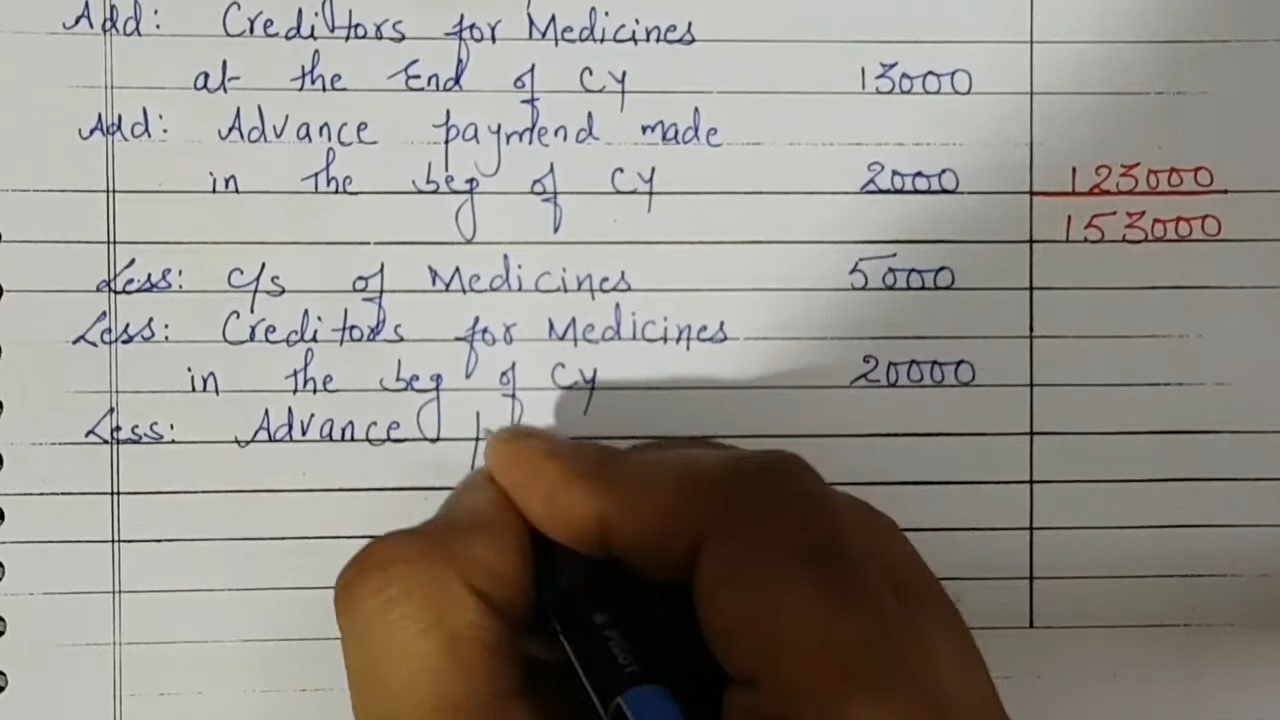 Add: Creditors for Medicines
at the End of CY 13000
Add: Advance paymend made
in the beg of CY 2000 123000
153000
Less: C/s of Medicines 5000
Less: Creditors for Medicines
in the beg of CY 20000
Less: Advance p
PILOT